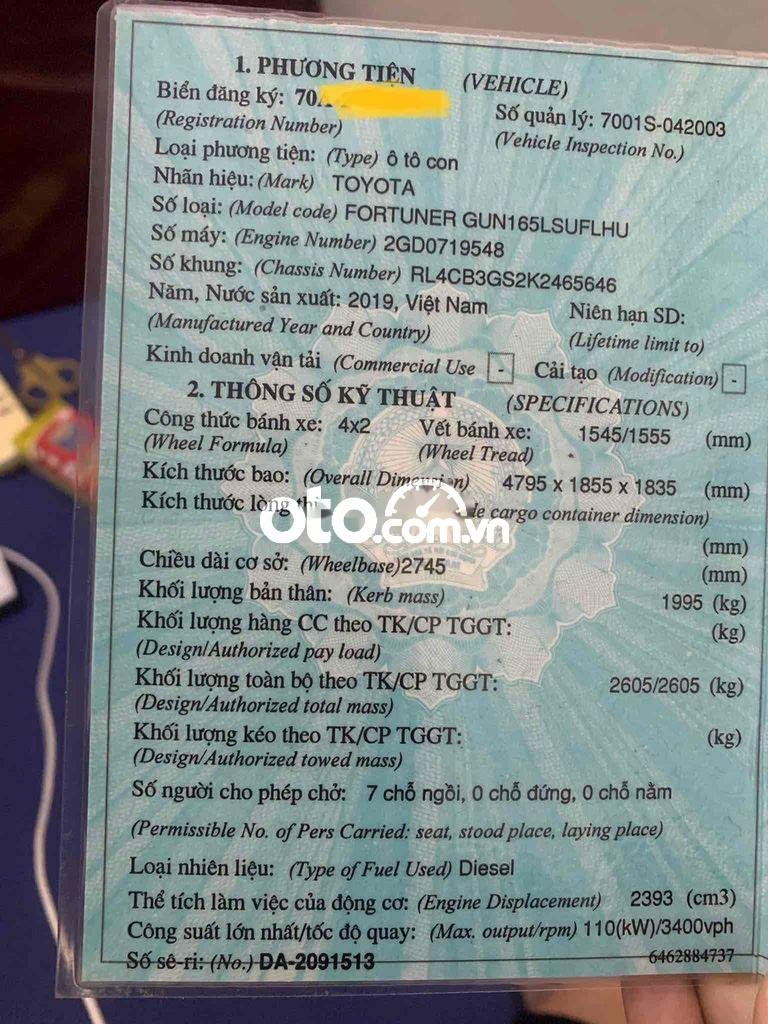 1. PHƯƠNG TIỆN (VEHICLE)
Biển đăng ký: 70A
Số quản lý: 7001S-042003
(Registration Number)
(Vehicle Inspection No.)
Loại phương tiện: (Type) ô tô con
Nhãn hiệu: (Mark) TOYOTA
Số loại: (Model code) FORTUNER GUN165LSUFLHU
Số máy: (Engine Number) 2GD0719548
Số khung: (Chassis Number) RL4CB3GS2K2465646
Năm, Nước sản xuất: 2019, Việt Nam
Niên hạn SD:
(Manufactured Year and Country)
(Lifetime limit to)
Kinh doanh vận tải (Commercial Use - Cải tạo (Modification) -
2. THÔNG SỐ KỸ THUẬT (SPECIFICATIONS)
Công thức bánh xe: 4x2 Vết bánh xe: 1545/1555 (mm)
(Wheel Formula) (Wheel Tread)
Kích thước bao: (Overall Dimension) 4795 x 1855 x 1835 (mm)
Kích thước lòng cargo container dimension)
oto.com.vn
(mm)
Chiều dài cơ sở: (Wheelbase)2745 (mm)
Khối lượng bản thân: (Kerb mass) 1995 (kg)
Khối lượng hàng CC theo TK/CP TGGT: (kg)
(Design/Authorized pay load)
Khối lượng toàn bộ theo TK/CP TGGT: 2605/2605 (kg)
(Design/Authorized total mass)
Khối lượng kéo theo TK/CP TGGT: (kg)
(Design/Authorized towed mass)
Số người cho phép chở: 7 chỗ ngồi, 0 chỗ đứng, 0 chỗ nằm
(Permissible No. of Pers Carried: seat, stood place, laying place)
Loại nhiên liệu: (Type of Fuel Used) Diesel
Thể tích làm việc của động cơ: (Engine Displacement) 2393 (cm3)
Công suất lớn nhất/tốc độ quay: (Max. output/rpm) 110(kW)/3400vph
Số sê-ri: (No.) DA-2091513 6462884737